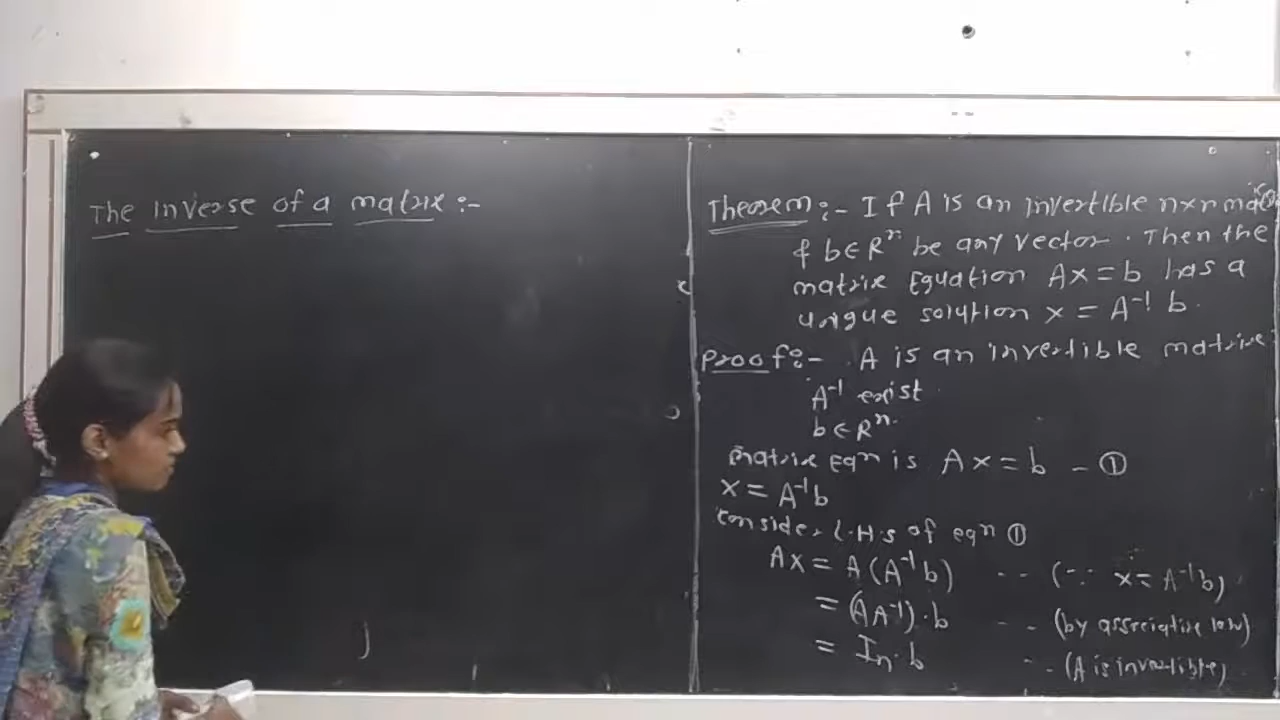 The inverse of a matrix :-
Theorem :- If A is an invertible n×n matrix
& b ∈ Rⁿ be any vector. Then the
matrix Equation Ax = b has a
unique solution x = A⁻¹ b.
Proof :- A is an invertible matrix
A⁻¹ exist
b ∈ Rⁿ.
matrix Eqⁿ is Ax = b - ①
x = A⁻¹b
consider L.H.S of eqⁿ ①
Ax = A(A⁻¹b) -- (∵ x = A⁻¹b)
= (AA⁻¹)·b -- (by associative law)
= Iₙ·b -- (A is invertible)